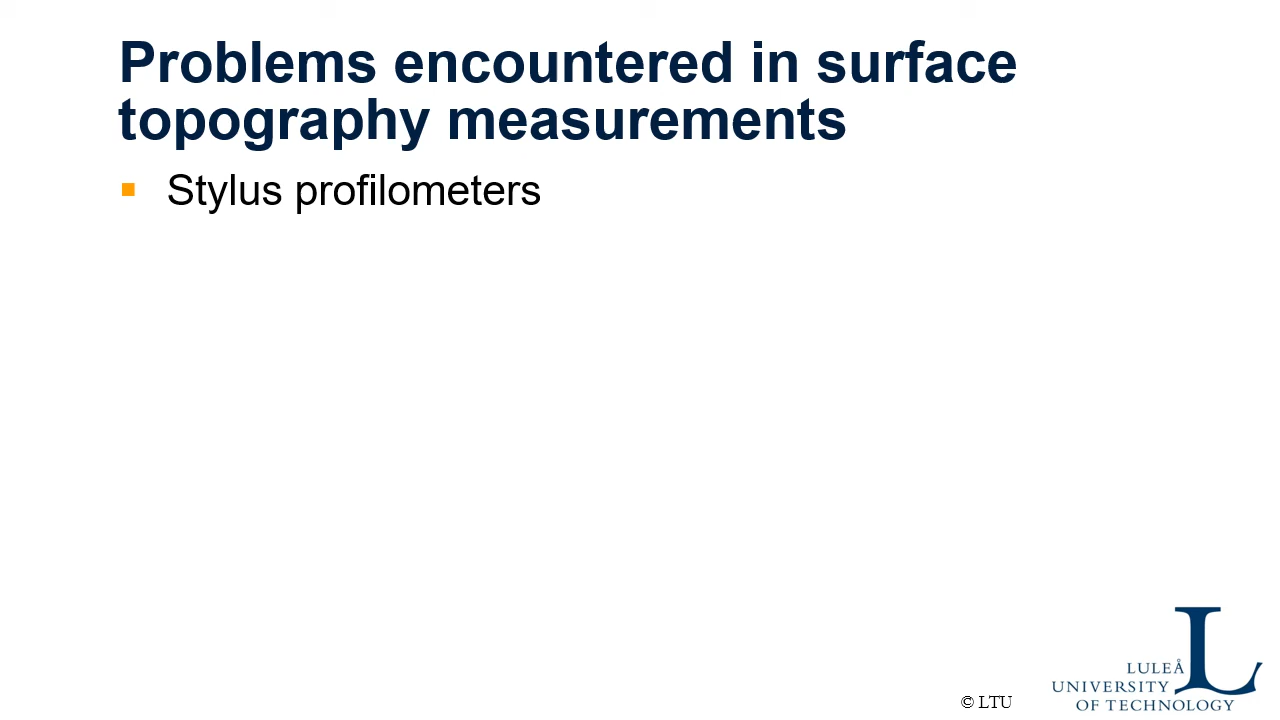 Problems encountered in surface
topography measurements
▪ Stylus profilometers
© LTU
LULEÅ
UNIVERSITY
OF TECHNOLOGY
L